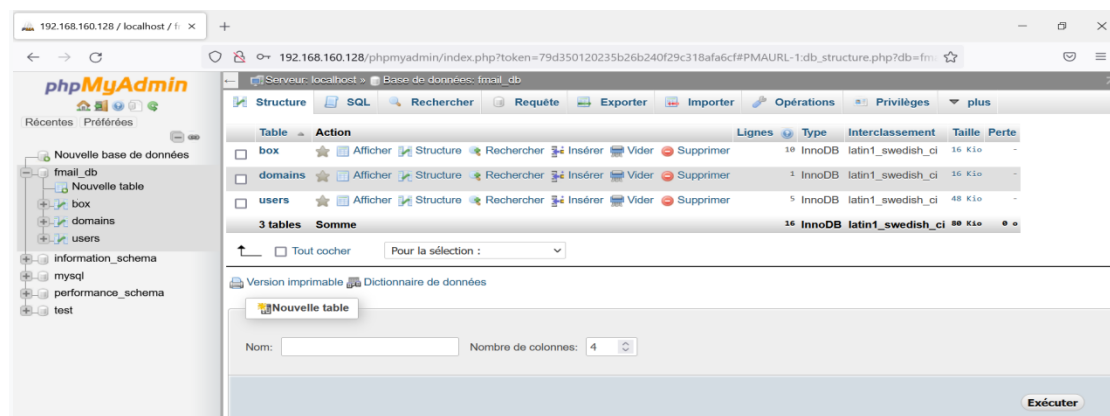 192.168.160.128 / localhost / f
192.168.160.128/phpmyadmin/index.php?token=79d350120235b26b240f29c318afa6cf#PMAURL-1:db_structure.php?db=fm
phpMyAdmin
Récentes Préférées
Nouvelle base de données
fmail_db
Nouvelle table
box
domains
users
information_schema
mysql
performance_schema
test
Serveur: localhost » Base de données: fmail_db
Structure SQL Rechercher Requête Exporter Importer Opérations Privilèges plus
Table Action Lignes Type Interclassement Taille Perte
box Afficher Structure Rechercher Insérer Vider Supprimer 10 InnoDB latin1_swedish_ci 16 Kio -
domains Afficher Structure Rechercher Insérer Vider Supprimer 1 InnoDB latin1_swedish_ci 16 Kio -
users Afficher Structure Rechercher Insérer Vider Supprimer 5 InnoDB latin1_swedish_ci 48 Kio -
3 tables Somme 16 InnoDB latin1_swedish_ci 80 Kio 0 o
Tout cocher Pour la sélection :
Version imprimable Dictionnaire de données
Nouvelle table
Nom: Nombre de colonnes: 4
Exécuter